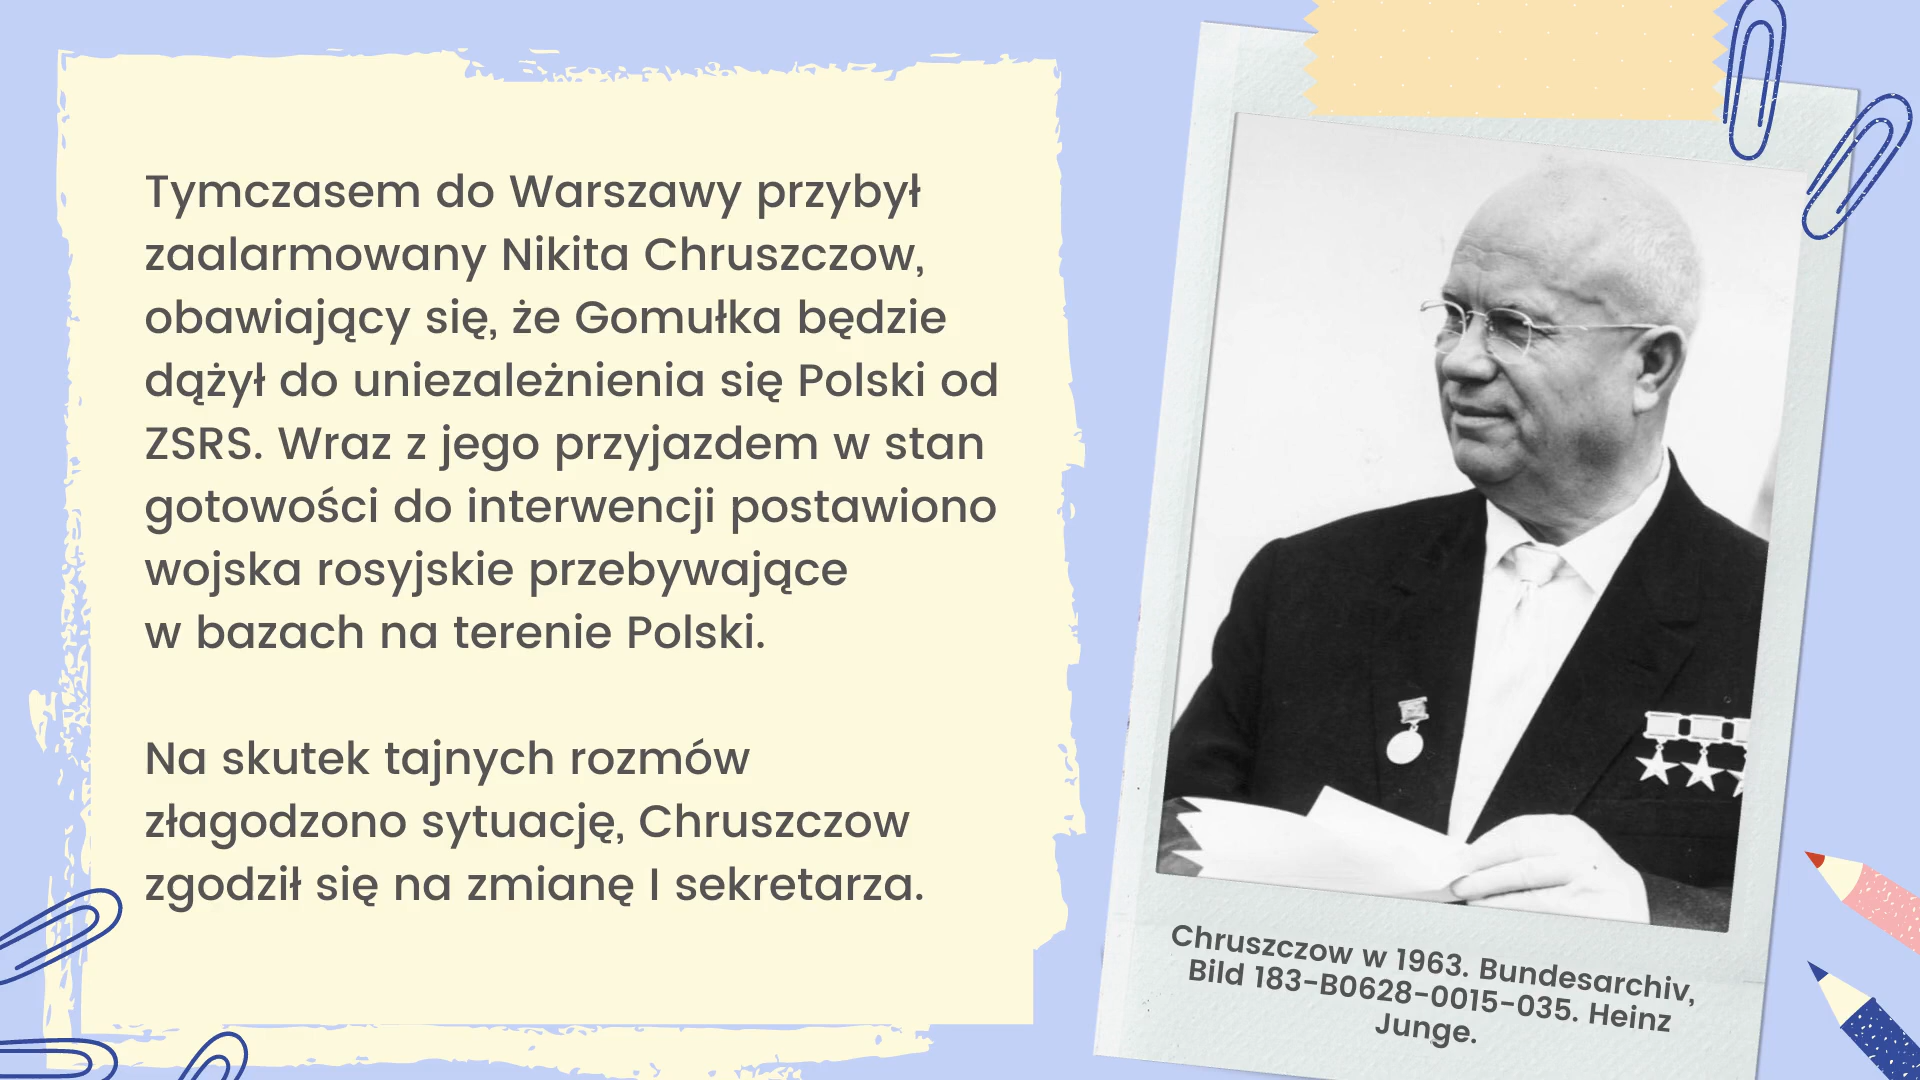 Tymczasem do Warszawy przybył
zaalarmowany Nikita Chruszczow,
obawiający się, że Gomułka będzie
dążył do uniezależnienia się Polski od
ZSRS. Wraz z jego przyjazdem w stan
gotowości do interwencji postawiono
wojska rosyjskie przebywające
w bazach na terenie Polski.
Na skutek tajnych rozmów
złagodzono sytuację, Chruszczow
zgodził się na zmianę I sekretarza.
Chruszczow w 1963. Bundesarchiv,
Bild 183-B0628-0015-035. Heinz
Junge.